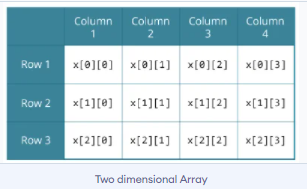 Column 1 Column 2 Column 3 Column 4
Row 1 x[0][0] x[0][1] x[0][2] x[0][3]
Row 2 x[1][0] x[1][1] x[1][2] x[1][3]
Row 3 x[2][0] x[2][1] x[2][2] x[2][3]
Two dimensional Array